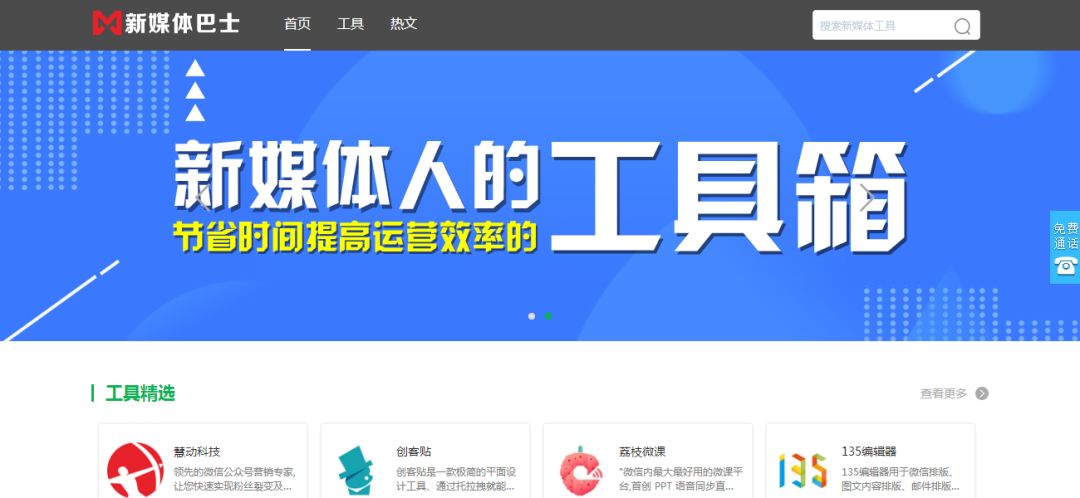 新媒体巴士
首页 工具 热文
搜索新媒体工具
新媒体人的工具箱
节省时间提高运营效率的
免费
通话
工具精选
查看更多
慧动科技
领先的微信公众号营销专家,
让您快速实现粉丝裂变及...
创客贴
创客贴是一款极简的平面设
计工具、通过托拉拽就能...
荔枝微课
"微信内最大最好用的微课平
台,首创 PPT 语音同步直...
135编辑器
135编辑器用于微信排版、
图文内容排版、邮件排版...